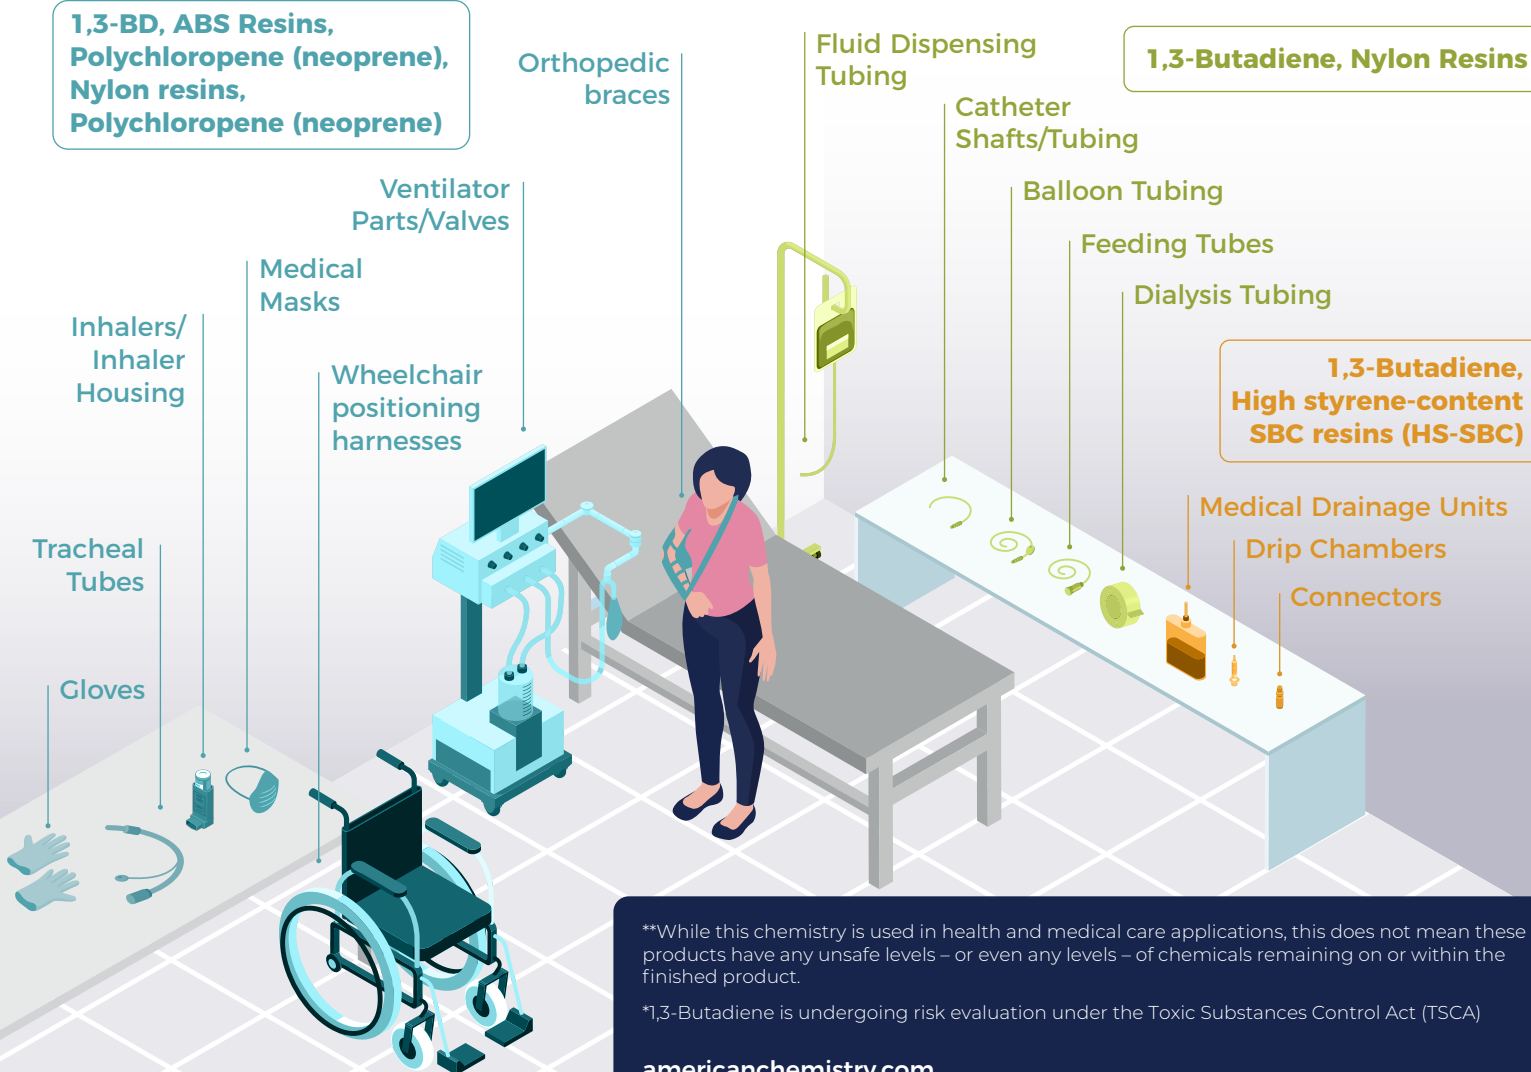 1,3-BD, ABS Resins,
Polychloropene (neoprene),
Nylon resins,
Polychloropene (neoprene)
Orthopedic
braces
Fluid Dispensing
Tubing
1,3-Butadiene, Nylon Resins
Catheter
Shafts/Tubing
Ventilator
Parts/Valves
Balloon Tubing
Feeding Tubes
Medical
Masks
Dialysis Tubing
Inhalers/
Inhaler
Housing
Wheelchair
positioning
harnesses
1,3-Butadiene,
High styrene-content
SBC resins (HS-SBC)
Medical Drainage Units
Drip Chambers
Connectors
Tracheal
Tubes
Gloves
**While this chemistry is used in health and medical care applications, this does not mean these
products have any unsafe levels – or even any levels – of chemicals remaining on or within the
finished product.
*1,3-Butadiene is undergoing risk evaluation under the Toxic Substances Control Act (TSCA)
americanchemistry.com